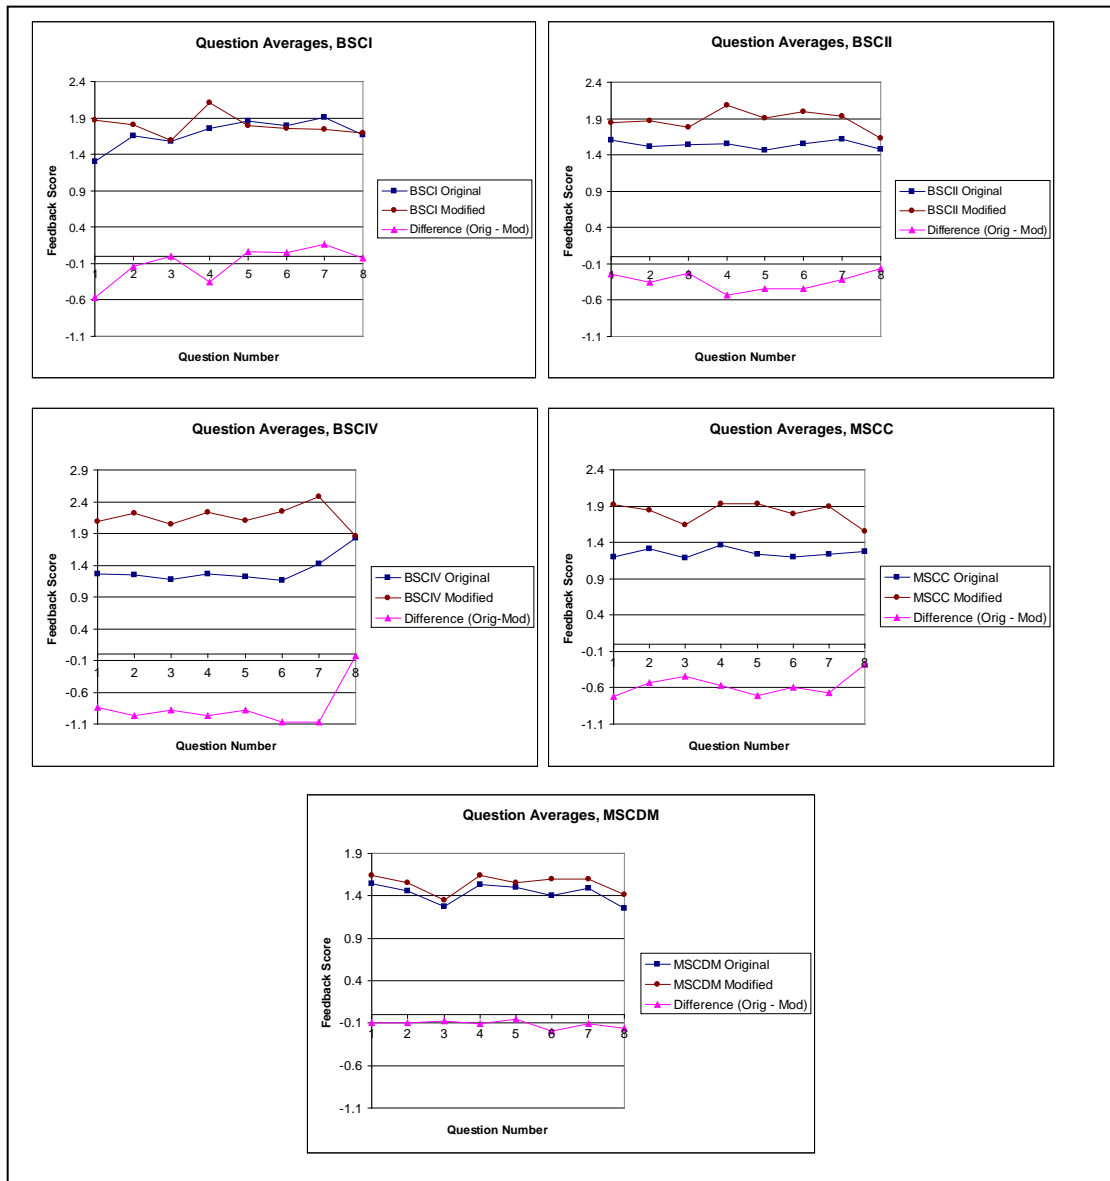 Question Averages, BSCI
2.4
1.9
1.4
0.9
0.4
-0.1
-0.6
-1.1
1 2 3 4 5 6 7 8
Feedback Score
Question Number
BSCI Original
BSCI Modified
Difference (Orig - Mod)
Question Averages, BSCII
2.4
1.9
1.4
0.9
0.4
-0.1
-0.6
-1.1
1 2 3 4 5 6 7 8
Feedback Score
Question Number
BSCII Original
BSCII Modified
Difference (Orig - Mod)
Question Averages, BSCIV
2.9
2.4
1.9
1.4
0.9
0.4
-0.1
-0.6
-1.1
1 2 3 4 5 6 7 8
Feedback Score
Question Number
BSCIV Original
BSCIV Modified
Difference (Orig-Mod)
Question Averages, MSCC
2.4
1.9
1.4
0.9
0.4
-0.1
-0.6
-1.1
1 2 3 4 5 6 7 8
Feedback Score
Question Number
MSCC Original
MSCC Modified
Difference (Orig - Mod)
Question Averages, MSCDM
1.9
1.4
0.9
0.4
-0.1
-0.6
-1.1
1 2 3 4 5 6 7 8
Feedback Score
Question Number
MSCDM Original
MSCDM Modified
Difference (Orig - Mod)